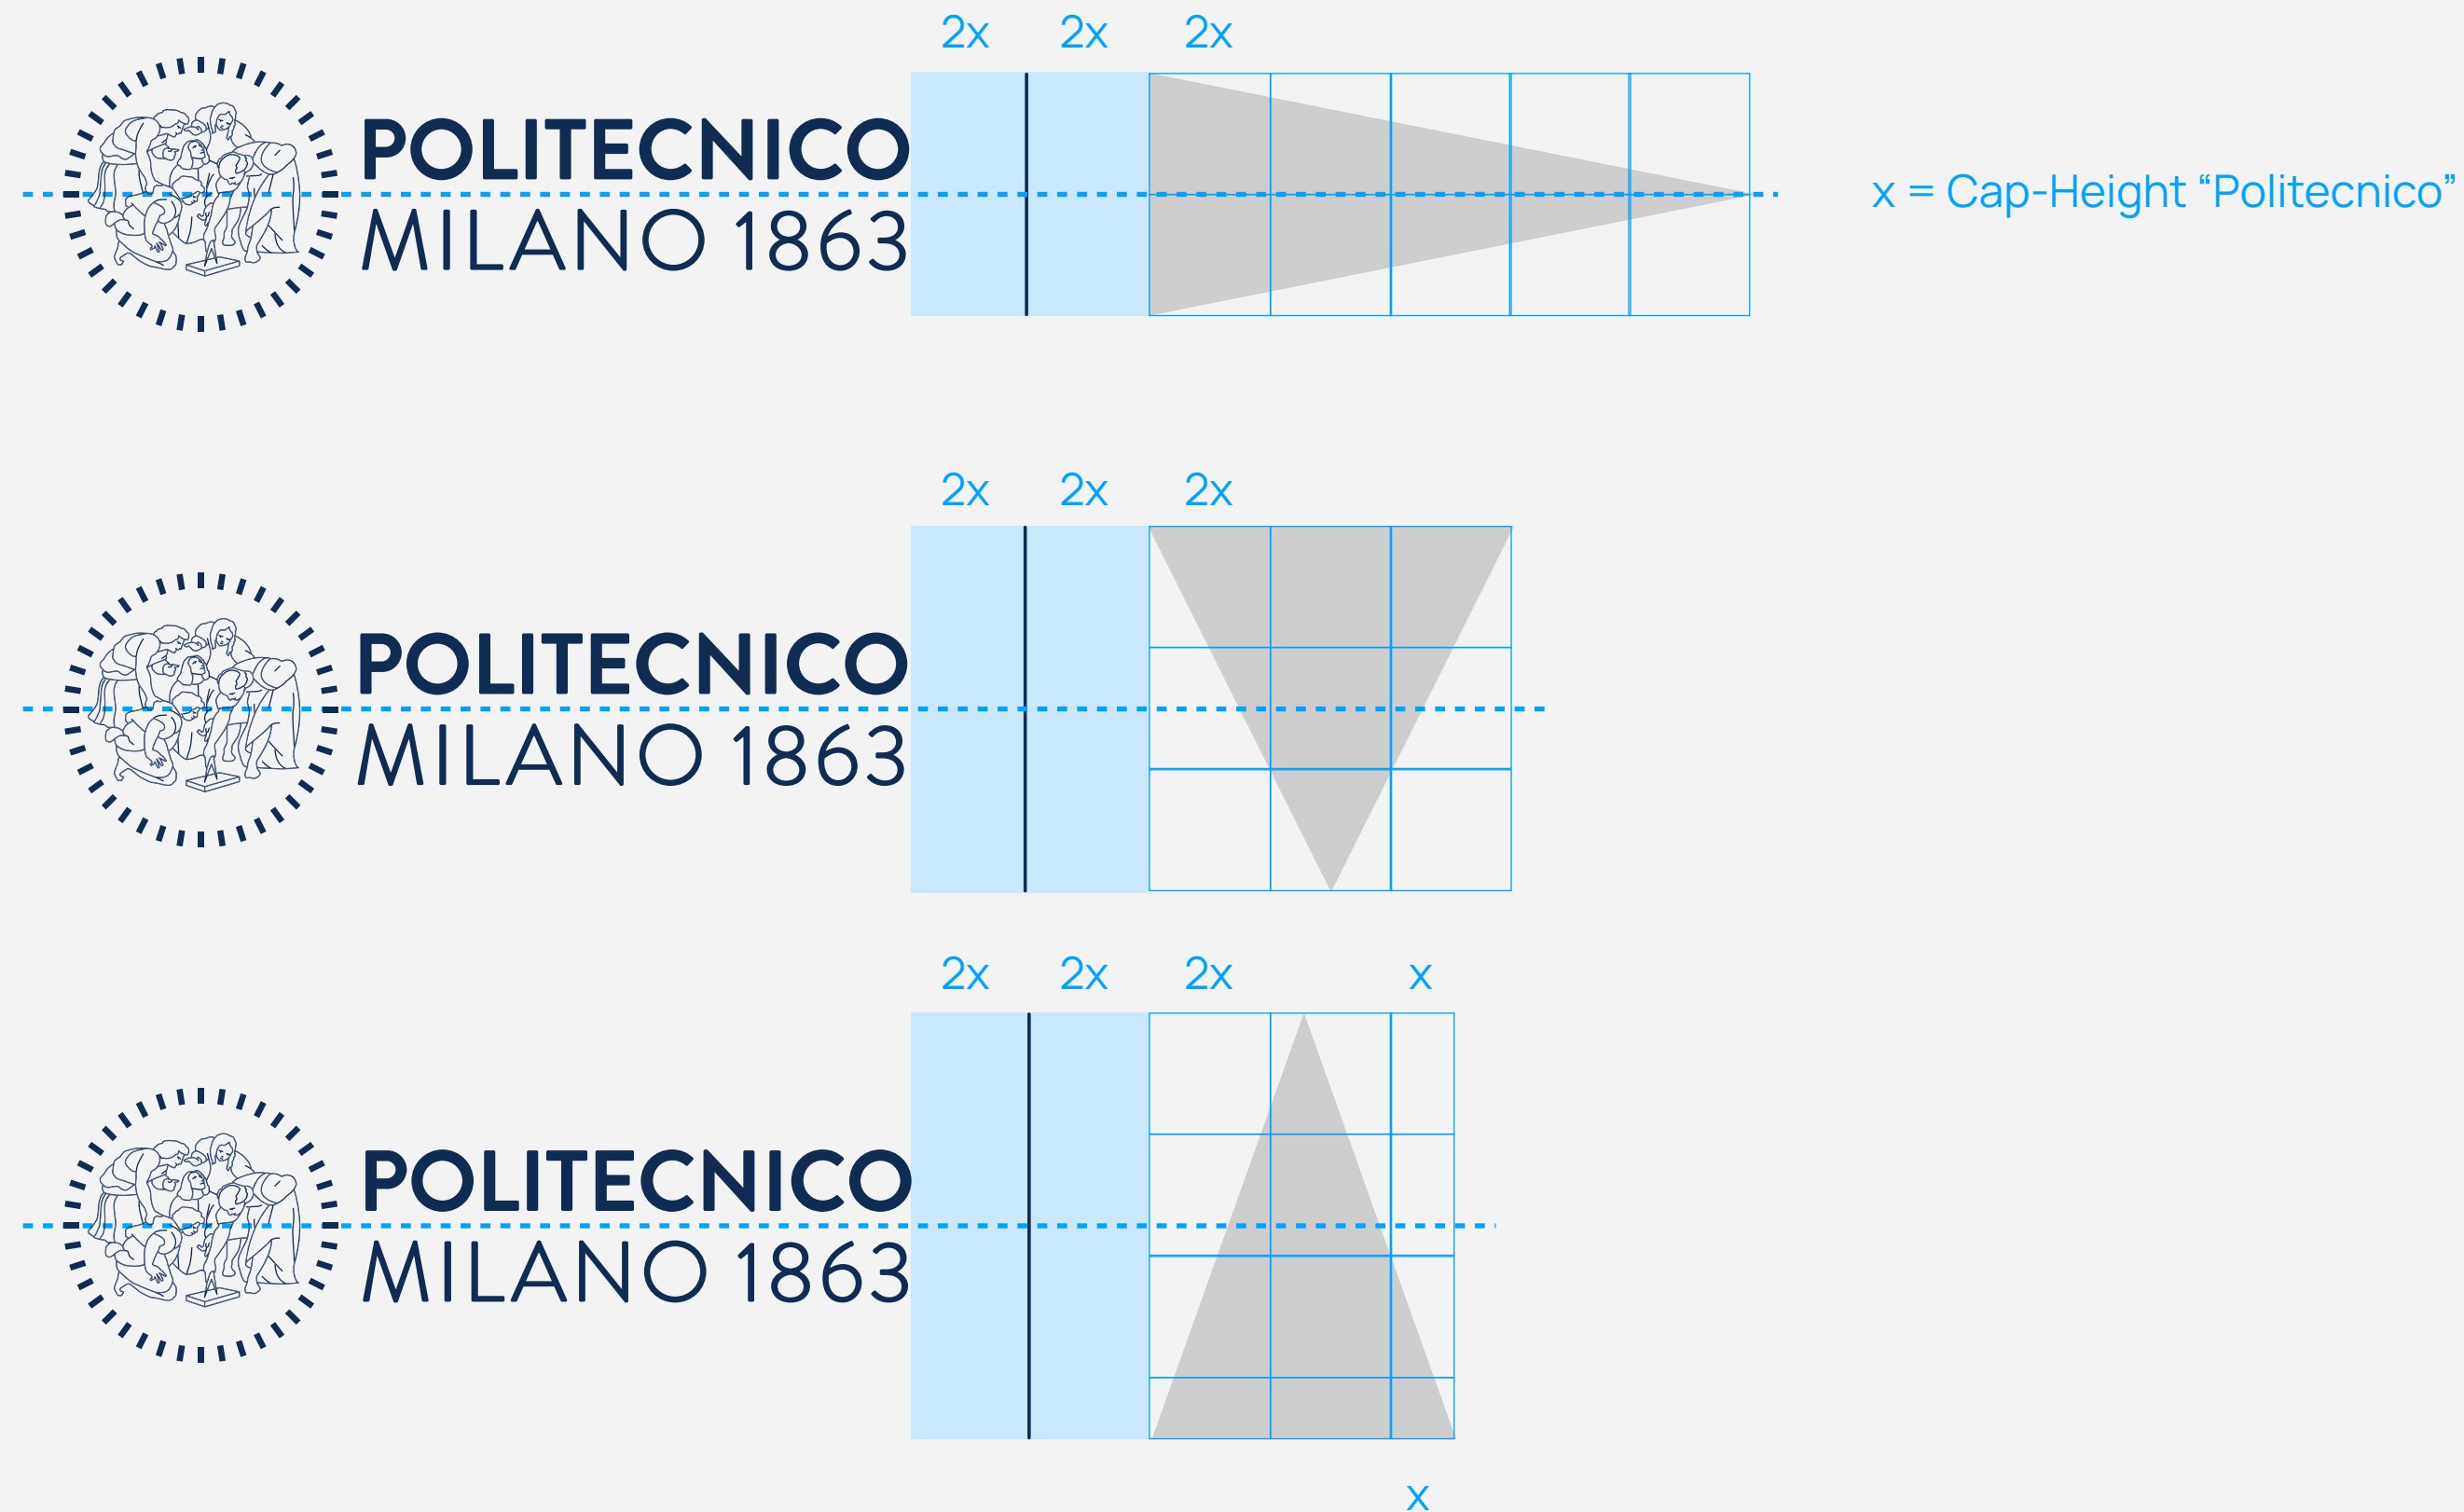 2x 2x 2x
POLITECNICO
MILANO 1863
x = Cap-Height “Politecnico”
2x 2x 2x
POLITECNICO
MILANO 1863
2x 2x 2x x
POLITECNICO
MILANO 1863
x